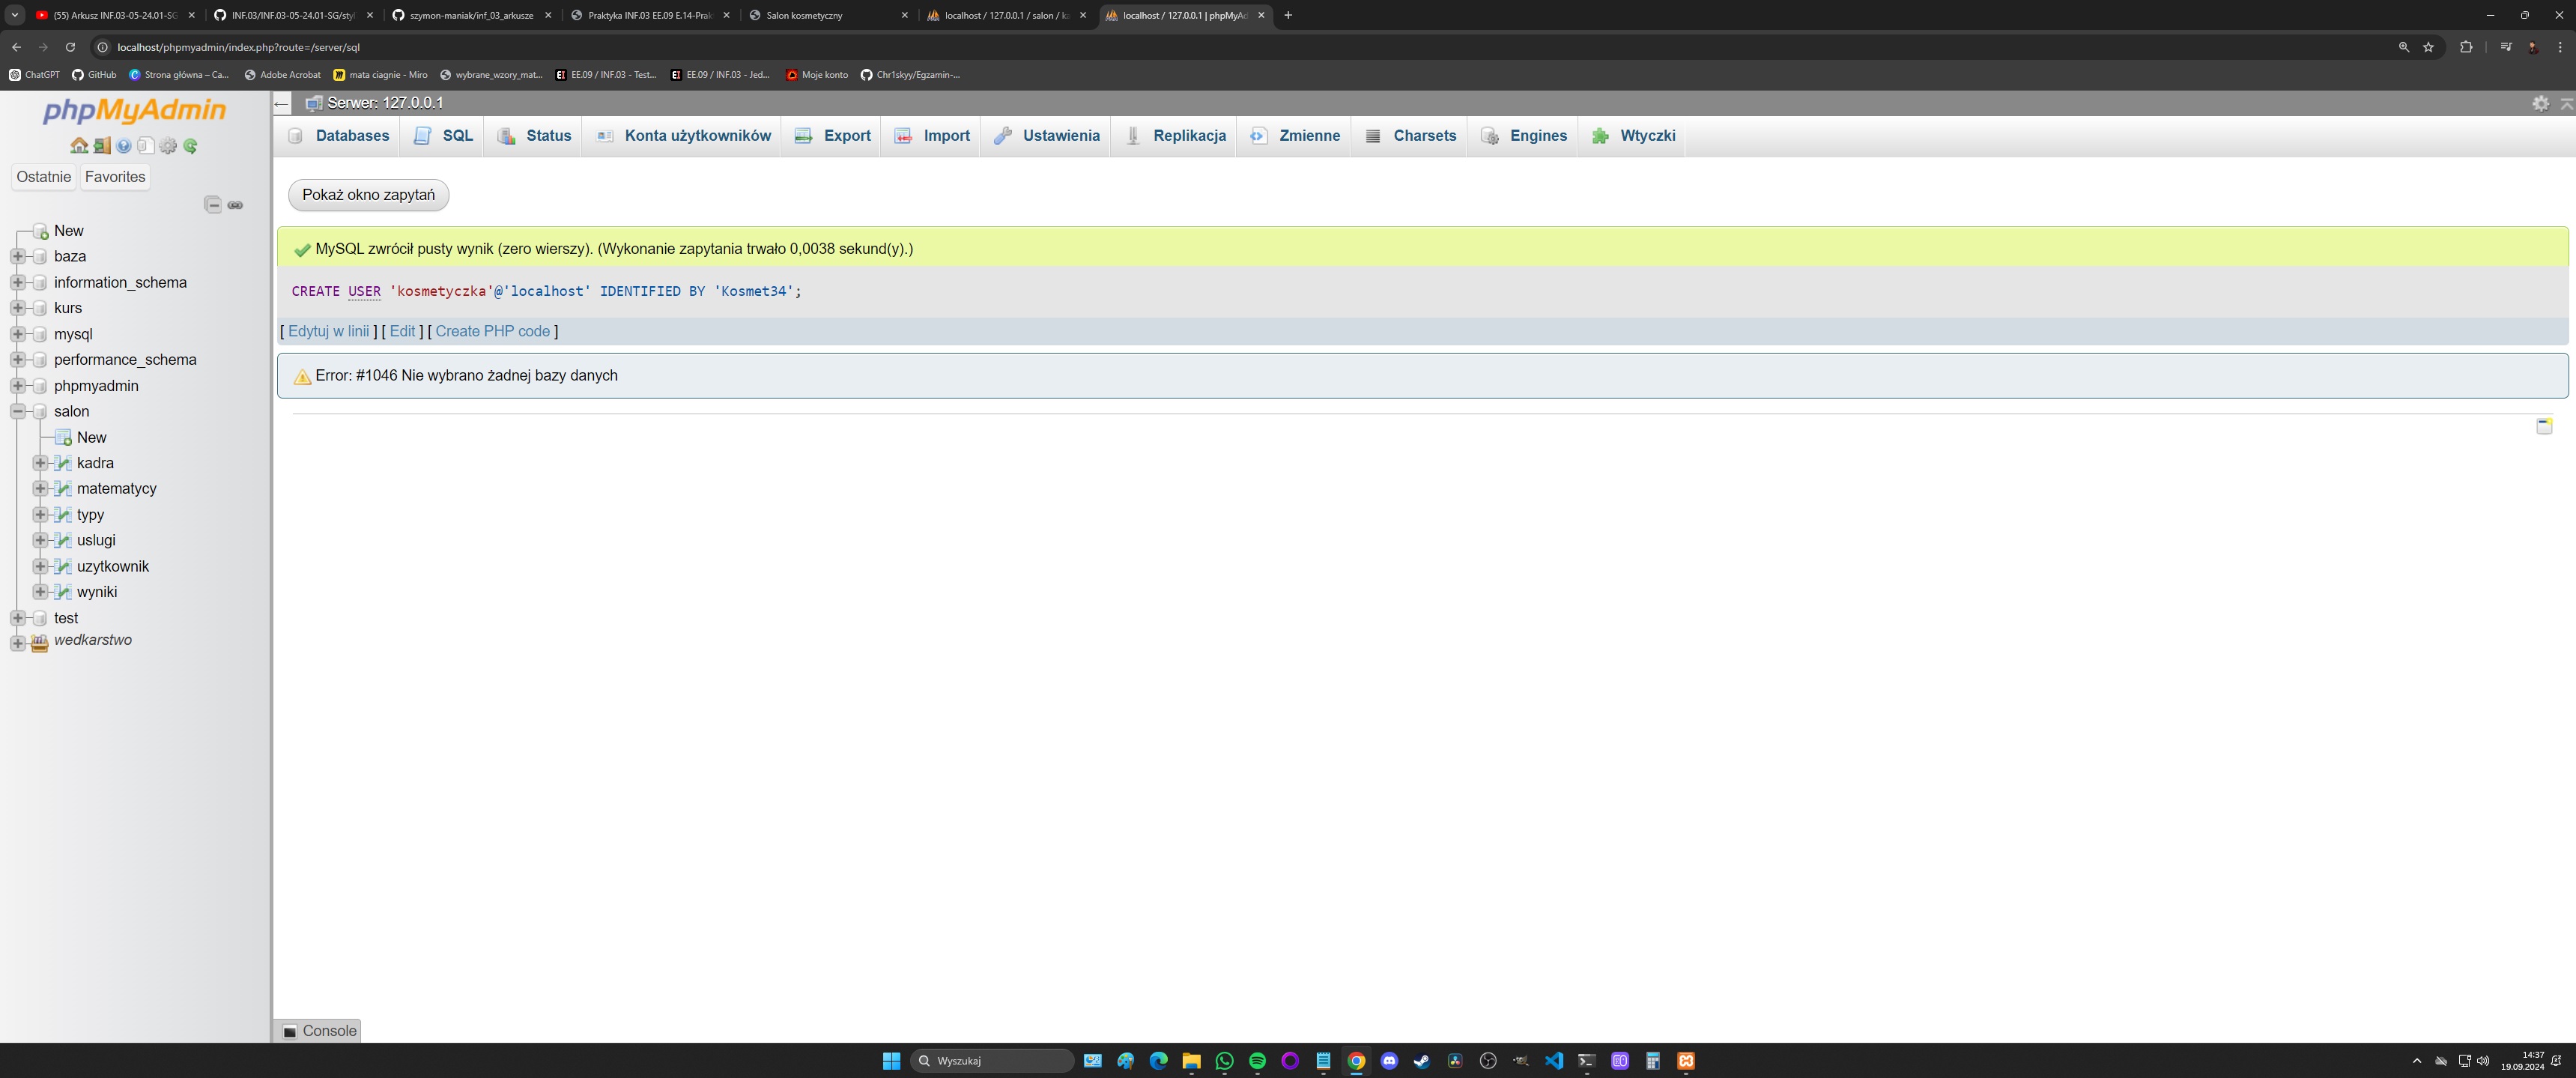 (55) Arkusz INF.03-05-24.01-SG
INF.03/INF.03-05-24.01-SG/styl
szymon-maniak/inf_03_arkusze
Praktyka INF.03 EE.09 E.14-Prak
Salon kosmetyczny
localhost / 127.0.0.1 / salon / ka
localhost / 127.0.0.1 | phpMyAd
localhost/phpmyadmin/index.php?route=/server/sql
ChatGPT
GitHub
Strona główna – Ca...
Adobe Acrobat
mata ciagnie - Miro
wybrane_wzory_mat...
EE.09 / INF.03 - Test...
EE.09 / INF.03 - Jed...
Moje konto
Chr1skyy/Egzamin-...
phpMyAdmin
Ostatnie Favorites
New
baza
information_schema
kurs
mysql
performance_schema
phpmyadmin
salon
New
kadra
matematycy
typy
uslugi
uzytkownik
wyniki
test
wedkarstwo
Serwer: 127.0.0.1
Databases
SQL
Status
Konta użytkowników
Export
Import
Ustawienia
Replikacja
Zmienne
Charsets
Engines
Wtyczki
Pokaż okno zapytań
MySQL zwrócił pusty wynik (zero wierszy). (Wykonanie zapytania trwało 0,0038 sekund(y).)
CREATE USER 'kosmetyczka'@'localhost' IDENTIFIED BY 'Kosmet34';
[ Edytuj w linii ] [ Edit ] [ Create PHP code ]
Error: #1046 Nie wybrano żadnej bazy danych
Console
Wyszukaj
14:37
19.09.2024